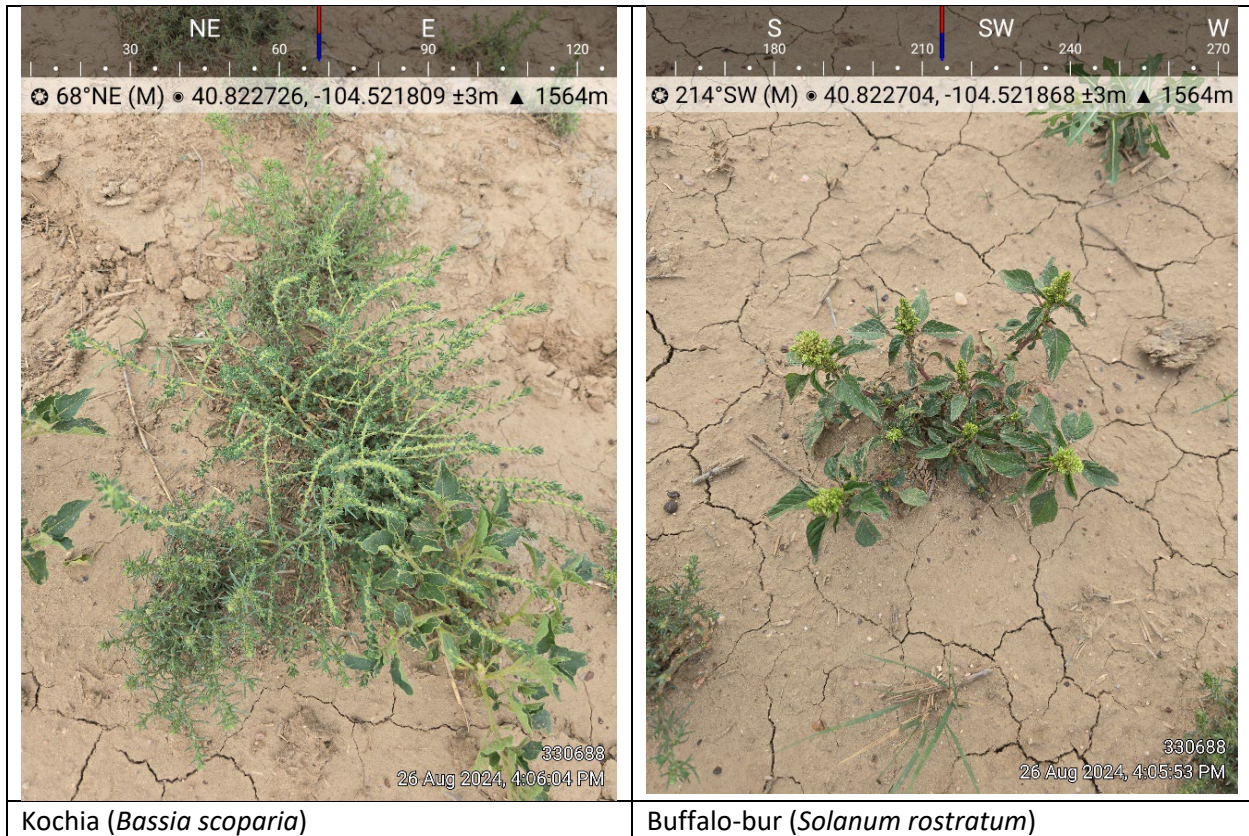 NE E
30 60 90 120
68°NE (M) 40.822726, -104.521809 ±3m ▲ 1564m
330688
26 Aug 2024, 4:06:04 PM
Kochia (Bassia scoparia)
S SW W
180 210 240 270
214°SW (M) 40.822704, -104.521868 ±3m ▲ 1564m
330688
26 Aug 2024, 4:05:53 PM
Buffalo-bur (Solanum rostratum)